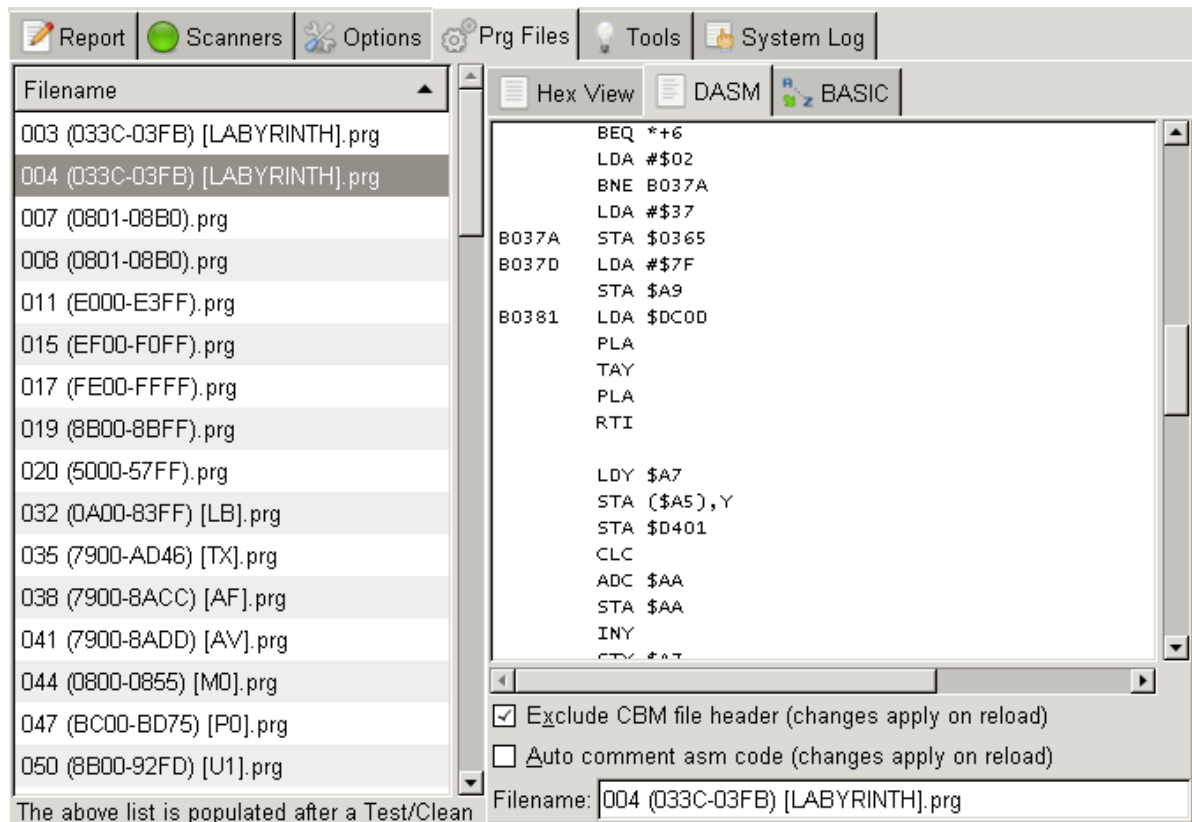 Report Scanners Options Prg Files Tools System Log
Filename
003 (033C-03FB) [LABYRINTH].prg
004 (033C-03FB) [LABYRINTH].prg
007 (0801-08B0).prg
008 (0801-08B0).prg
011 (E000-E3FF).prg
015 (EF00-F0FF).prg
017 (FE00-FFFF).prg
019 (8B00-8BFF).prg
020 (5000-57FF).prg
032 (0A00-83FF) [LB].prg
035 (7900-AD46) [TX].prg
038 (7900-8ACC) [AF].prg
041 (7900-8ADD) [AV].prg
044 (0800-0855) [M0].prg
047 (BC00-BD75) [P0].prg
050 (8B00-92FD) [U1].prg
The above list is populated after a Test/Clean
Hex View DASM BASIC
BEQ *+6
LDA #$02
BNE B037A
LDA #$37
B037A STA $0365
B037D LDA #$7F
STA $A9
B0381 LDA $DC0D
PLA
TAY
PLA
RTI
LDY $A7
STA ($A5),Y
STA $D401
CLC
ADC $AA
STA $AA
INY
STY $A7
Exclude CBM file header (changes apply on reload)
Auto comment asm code (changes apply on reload)
Filename: 004 (033C-03FB) [LABYRINTH].prg